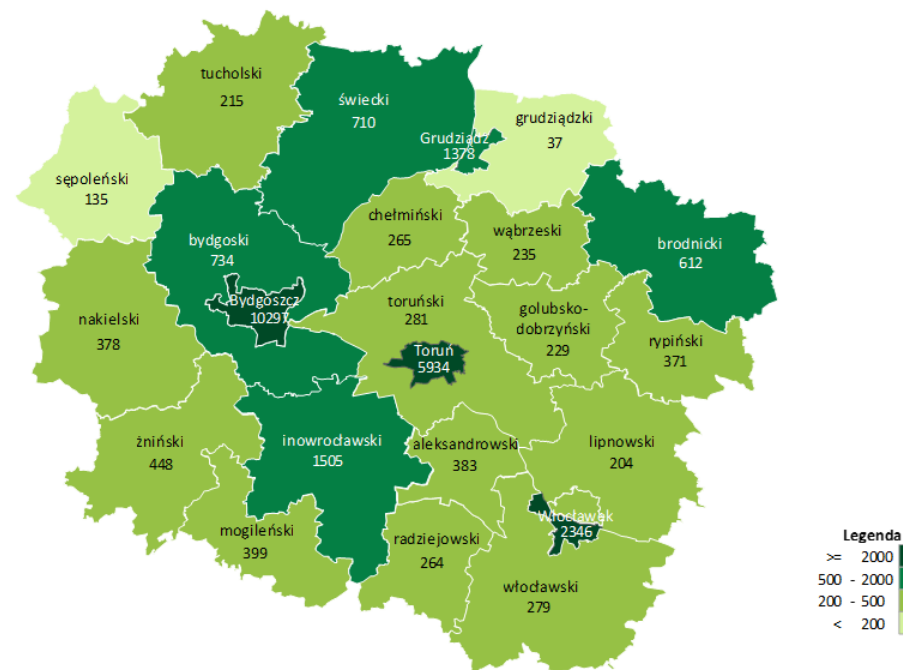 tucholski
215
świecki
710
Grudziądz
1378
grudziądzki
37
sępoleński
135
bydgoski
734
chełmiński
265
wąbrzeski
235
brodnicki
612
Bydgoszcz
10297
nakielski
378
toruński
281
golubsko-
dobrzyński
229
rypiński
371
Toruń
5934
żniński
448
inowrocławski
1505
aleksandrowski
383
lipnowski
204
mogileński
399
radziejowski
264
Włocławek
2346
włocławski
279
Legenda
>= 2000
500 - 2000
200 - 500
< 200